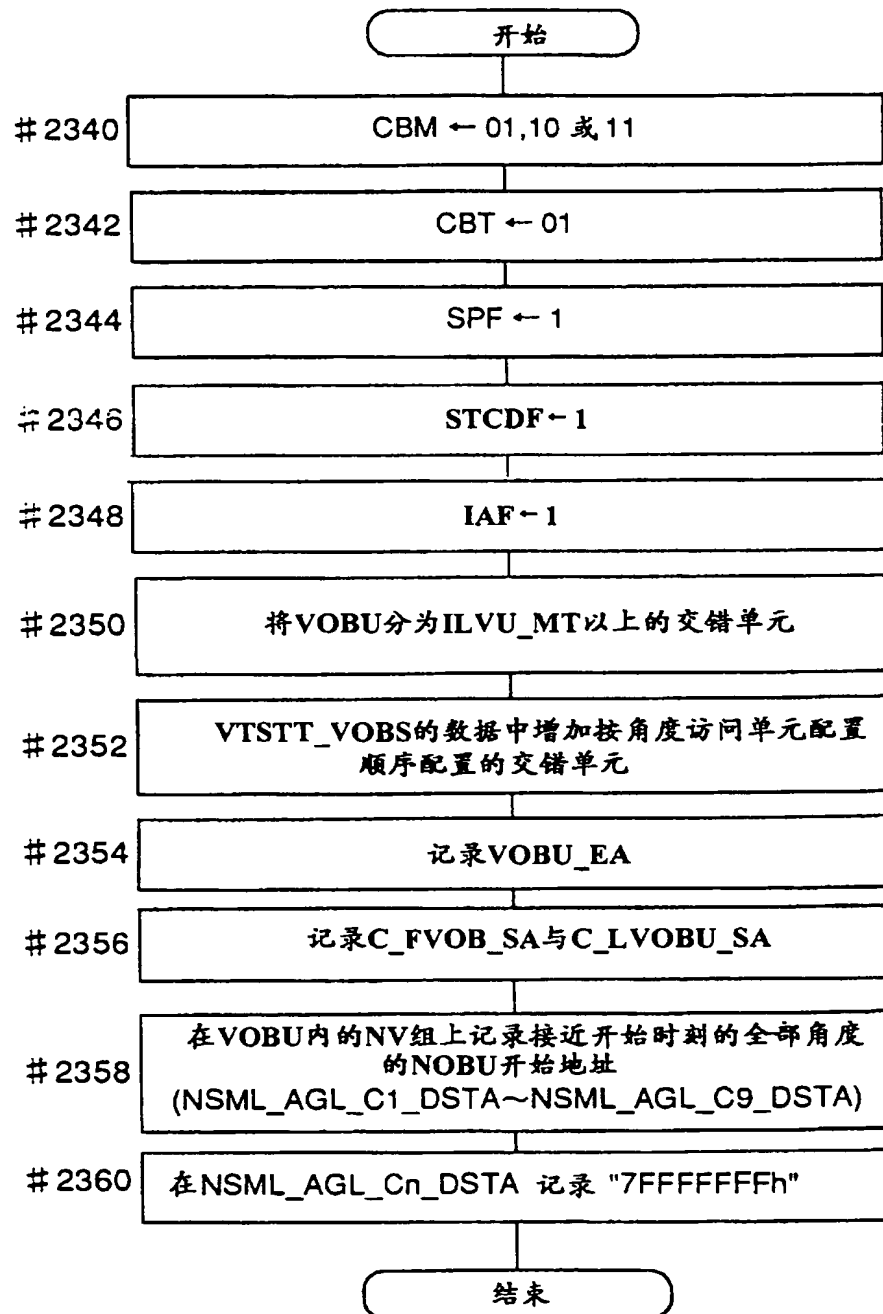 开始
#2340 CBM ← 01,10 或 11
#2342 CBT ← 01
#2344 SPF ← 1
#2346 STCDF←1
#2348 IAF←1
#2350 将VOBU分为ILVU_MT以上的交错单元
#2352 VTSTT_VOBS的数据中增加按角度访问单元配置
顺序配置的交错单元
#2354 记录VOBU_EA
#2356 记录C_FVOB_SA与C_LVOBU_SA
#2358 在VOBU内的NV组上记录接近开始时刻的全部角度
的NOBU开始地址
(NSML_AGL_C1_DSTA～NSML_AGL_C9_DSTA)
#2360 在NSML_AGL_Cn_DSTA 记录 "7FFFFFFFh"
结束